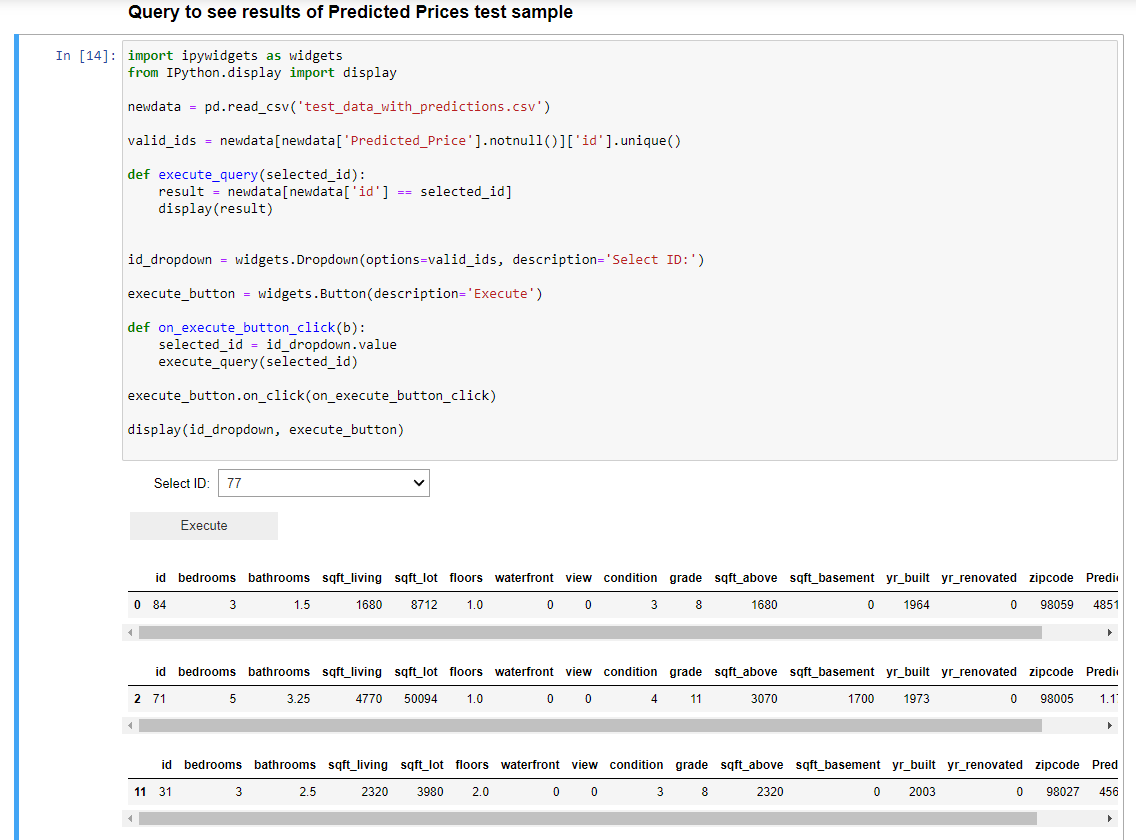 Query to see results of Predicted Prices test sample
In [14]:
import ipywidgets as widgets
from IPython.display import display
newdata = pd.read_csv('test_data_with_predictions.csv')
valid_ids = newdata[newdata['Predicted_Price'].notnull()]['id'].unique()
def execute_query(selected_id):
    result = newdata[newdata['id'] == selected_id]
    display(result)
id_dropdown = widgets.Dropdown(options=valid_ids, description='Select ID:')
execute_button = widgets.Button(description='Execute')
def on_execute_button_click(b):
    selected_id = id_dropdown.value
    execute_query(selected_id)
execute_button.on_click(on_execute_button_click)
display(id_dropdown, execute_button)
Select ID: 77
Execute
id bedrooms bathrooms sqft_living sqft_lot floors waterfront view condition grade sqft_above sqft_basement yr_built yr_renovated zipcode Predi
0 84 3 1.5 1680 8712 1.0 0 0 3 8 1680 0 1964 0 98059 4851
id bedrooms bathrooms sqft_living sqft_lot floors waterfront view condition grade sqft_above sqft_basement yr_built yr_renovated zipcode Predi
2 71 5 3.25 4770 50094 1.0 0 0 4 11 3070 1700 1973 0 98005 1.1
id bedrooms bathrooms sqft_living sqft_lot floors waterfront view condition grade sqft_above sqft_basement yr_built yr_renovated zipcode Pred
11 31 3 2.5 2320 3980 2.0 0 0 3 8 2320 0 2003 0 98027 456